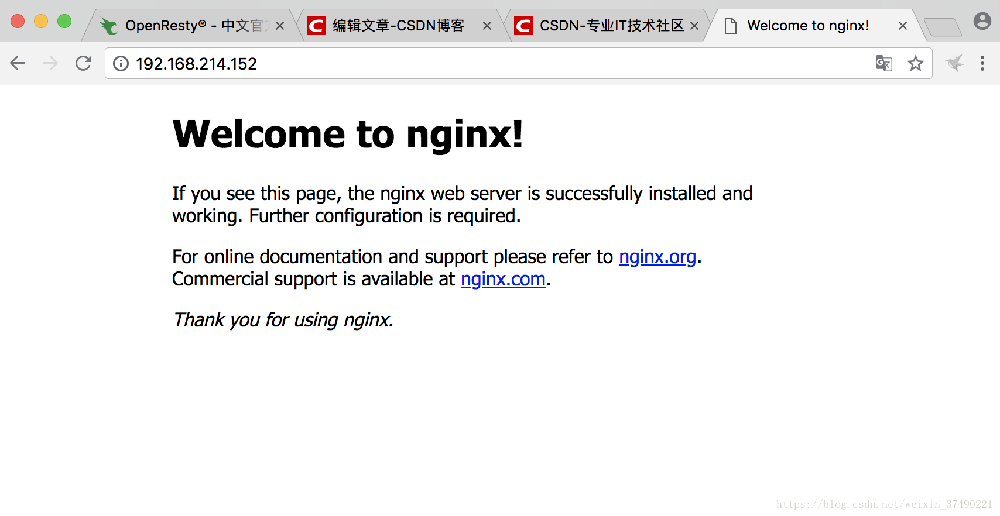 OpenResty® - 中文官
编辑文章-CSDN博客
CSDN-专业IT技术社区
Welcome to nginx!
192.168.214.152
Welcome to nginx!
If you see this page, the nginx web server is successfully installed and
working. Further configuration is required.
For online documentation and support please refer to nginx.org.
Commercial support is available at nginx.com.
Thank you for using nginx.
https://blog.csdn.net/weixin_37490221